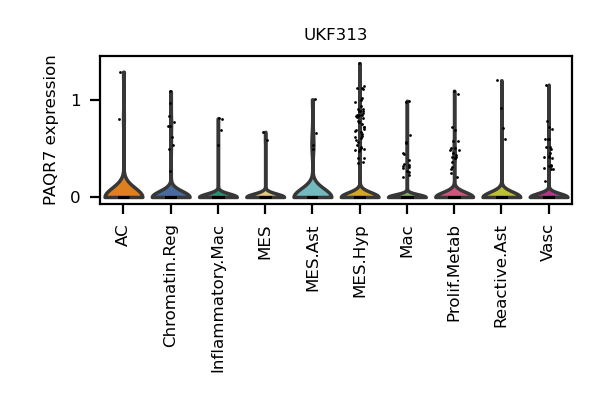 UKF313
PAQR7 expression
1
0
AC
Chromatin.Reg
Inflammatory.Mac
MES
MES.Ast
MES.Hyp
Mac
Prolif.Metab
Reactive.Ast
Vasc